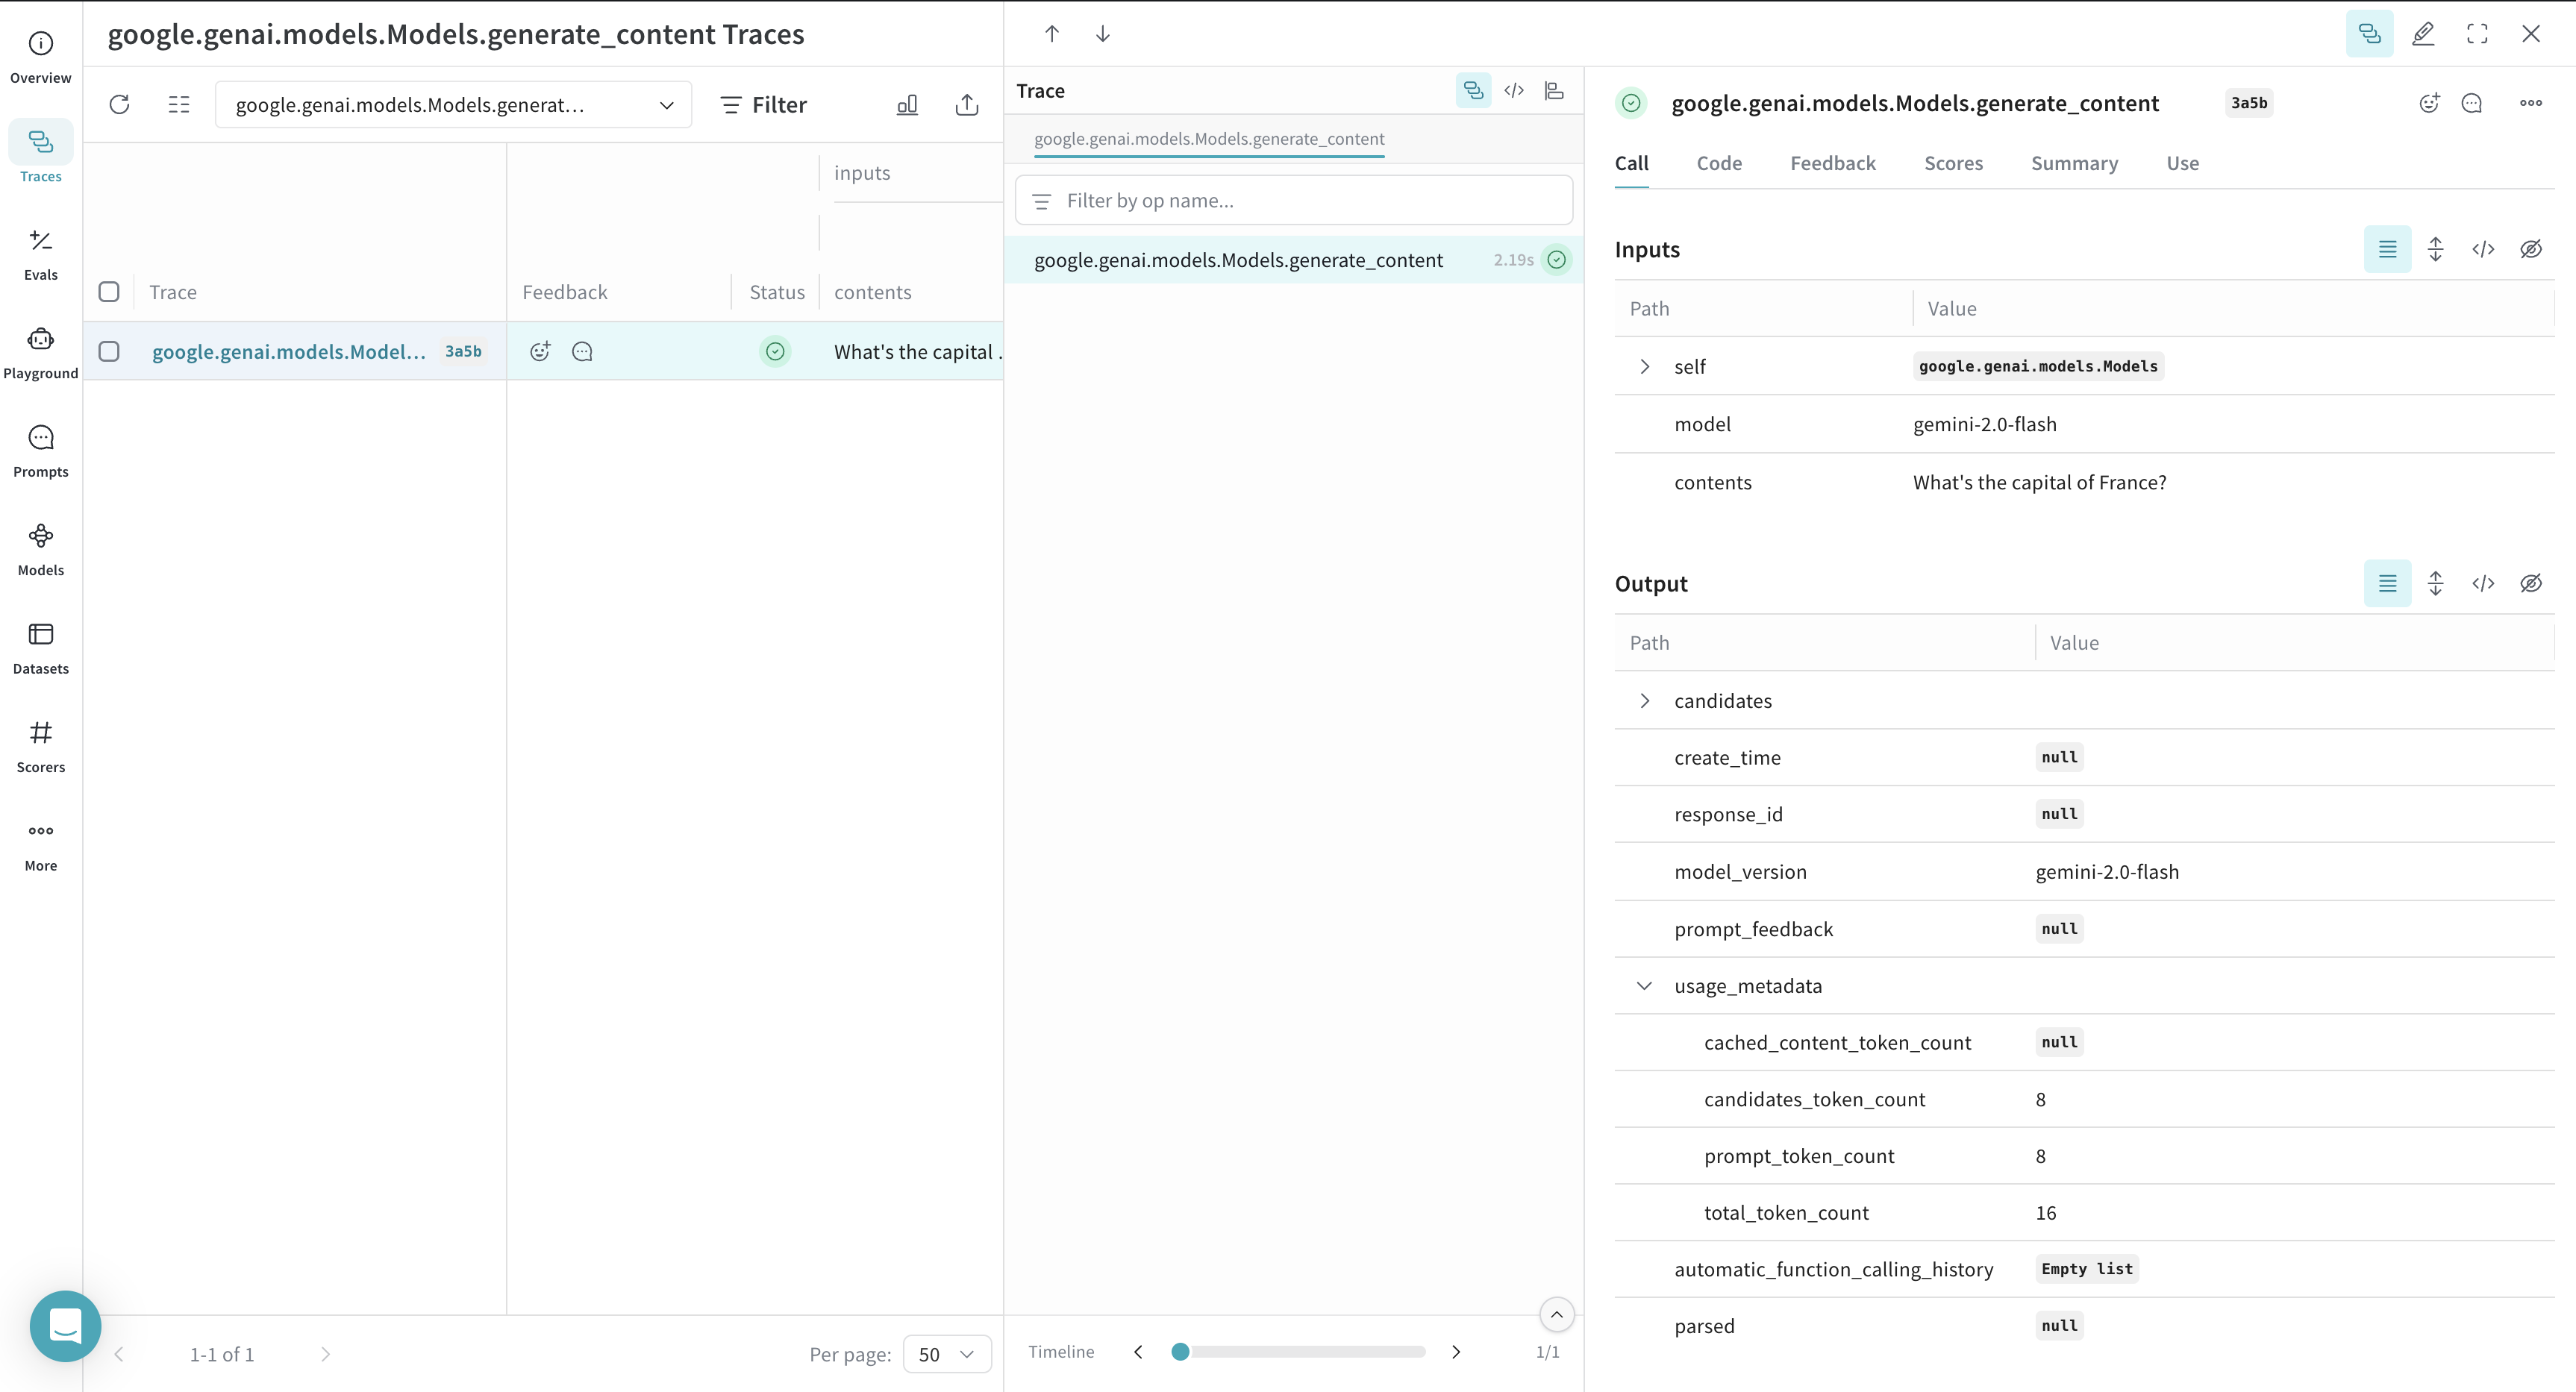 Overview
Traces
Evals
Playground
Prompts
Models
Datasets
Scorers
More
google.genai.models.Models.generate_content Traces
google.genai.models.Models.generat...
Filter
inputs
Trace
Feedback
Status
contents
google.genai.models.Model...
3a5b
What's the capital .
1-1 of 1
Per page:
50
Trace
google.genai.models.Models.generate_content
Filter by op name...
google.genai.models.Models.generate_content
2.19s
Timeline
1/1
google.genai.models.Models.generate_content
3a5b
Call
Code
Feedback
Scores
Summary
Use
Inputs
Path
Value
self
google.genai.models.Models
model
gemini-2.0-flash
contents
What's the capital of France?
Output
Path
Value
candidates
create_time
null
response_id
null
model_version
gemini-2.0-flash
prompt_feedback
null
usage_metadata
cached_content_token_count
null
candidates_token_count
8
prompt_token_count
8
total_token_count
16
automatic_function_calling_history
Empty list
parsed
null